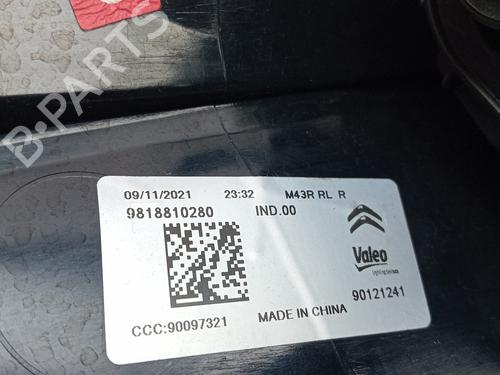 B-PARTS
09/11/2021 23:32 M43R RL R
9818810280 IND.00
Valeo
90121241
MADE IN CHINA
CCC:90097321